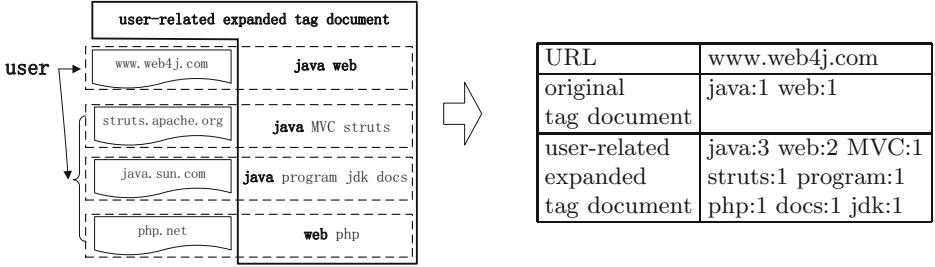 user-related expanded tag document
user
www.web4j.com java web
struts.apache.org java MVC struts
java.sun.com java program jdk docs
php.net web php
URL www.web4j.com
original java:1 web:1
tag document
user-related java:3 web:2 MVC:1
expanded struts:1 program:1
tag document php:1 docs:1 jdk:1